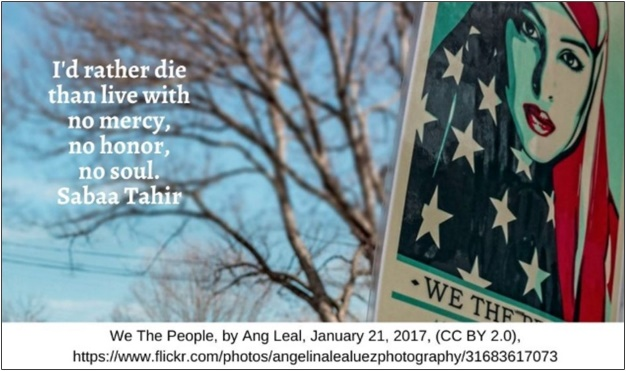 I'd rather die
than live with
no mercy,
no honor,
no soul.
Sabaa Tahir
WE THE
We The People, by Ang Leal, January 21, 2017, (CC BY 2.0),
https://www.flickr.com/photos/angelinalealuezphotography/31683617073